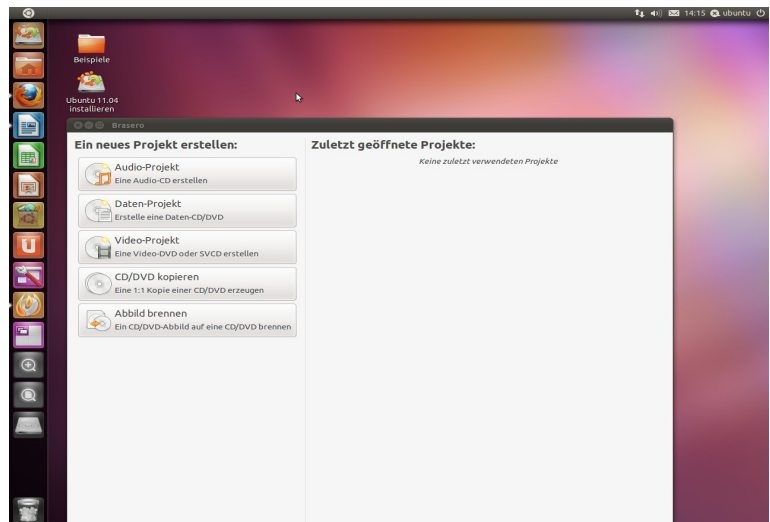 14:15 ubuntu
Beispiele
Ubuntu 11.04
installieren
Brasero
Ein neues Projekt erstellen:
Audio-Projekt
Eine Audio-CD erstellen
Daten-Projekt
Erstelle eine Daten-CD/DVD
Video-Projekt
Eine Video-DVD oder SVCD erstellen
CD/DVD kopieren
Eine 1:1 Kopie einer CD/DVD erzeugen
Abbild brennen
Ein CD/DVD-Abbild auf eine CD/DVD brennen
Zuletzt geöffnete Projekte:
Keine zuletzt verwendeten Projekte